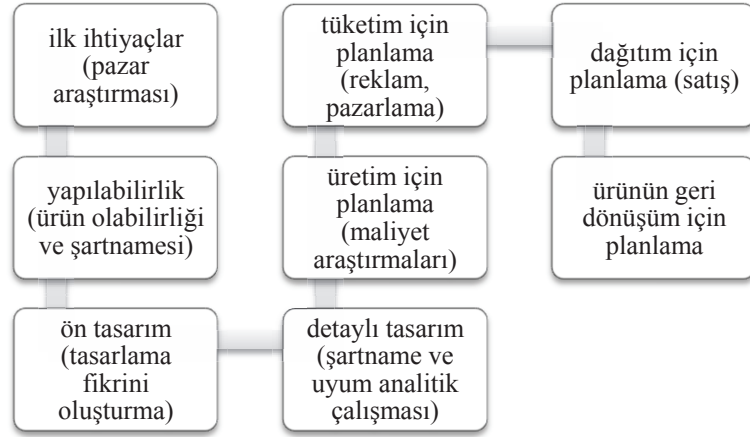 ilk ihtiyaçlar
(pazar
araştırması)
yapılabilirlik
(ürün olabilirliği
ve şartnamesi)
ön tasarım
(tasarlama
fikrini
oluşturma)
detaylı tasarım
(şartname ve
uyum analitik
çalışması)
üretim için
planlama
(maliyet
araştırmaları)
tüketim için
planlama
(reklam,
pazarlama)
dağıtım için
planlama (satış)
ürünün geri
dönüşüm için
planlama